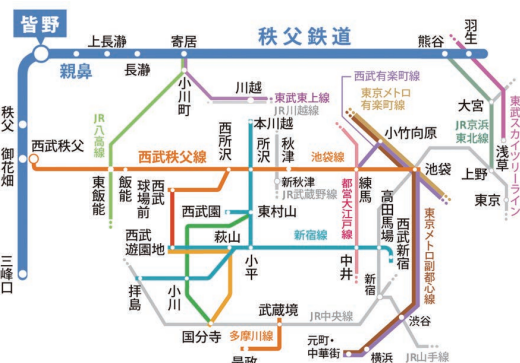 皆野
秩父鉄道
上長瀞
寄居
熊谷
羽生
親鼻
長瀞
小川町
川越
東武東上線
JR川越線
西武有楽町線
東京メトロ
有楽町線
大宮
東武スカイツリーライン
秩父
御花畑
西武秩父
JR八高線
西所沢
本川越
所沢
秋津
小竹向原
JR京浜
東北線
浅草
西武秩父線
池袋線
池袋
上野
東飯能
飯能
西武
球場前
新秋津
JR武蔵野線
都営大江戸線
練馬
高田馬場
西武新宿
東京メトロ副都心線
東京
西武園
東村山
西武
遊園地
萩山
新宿線
三峰口
拝島
小川
小平
中井
新宿
国分寺
武蔵境
JR中央線
渋谷
多摩川線
是政
元町・
中華街
横浜
JR山手線